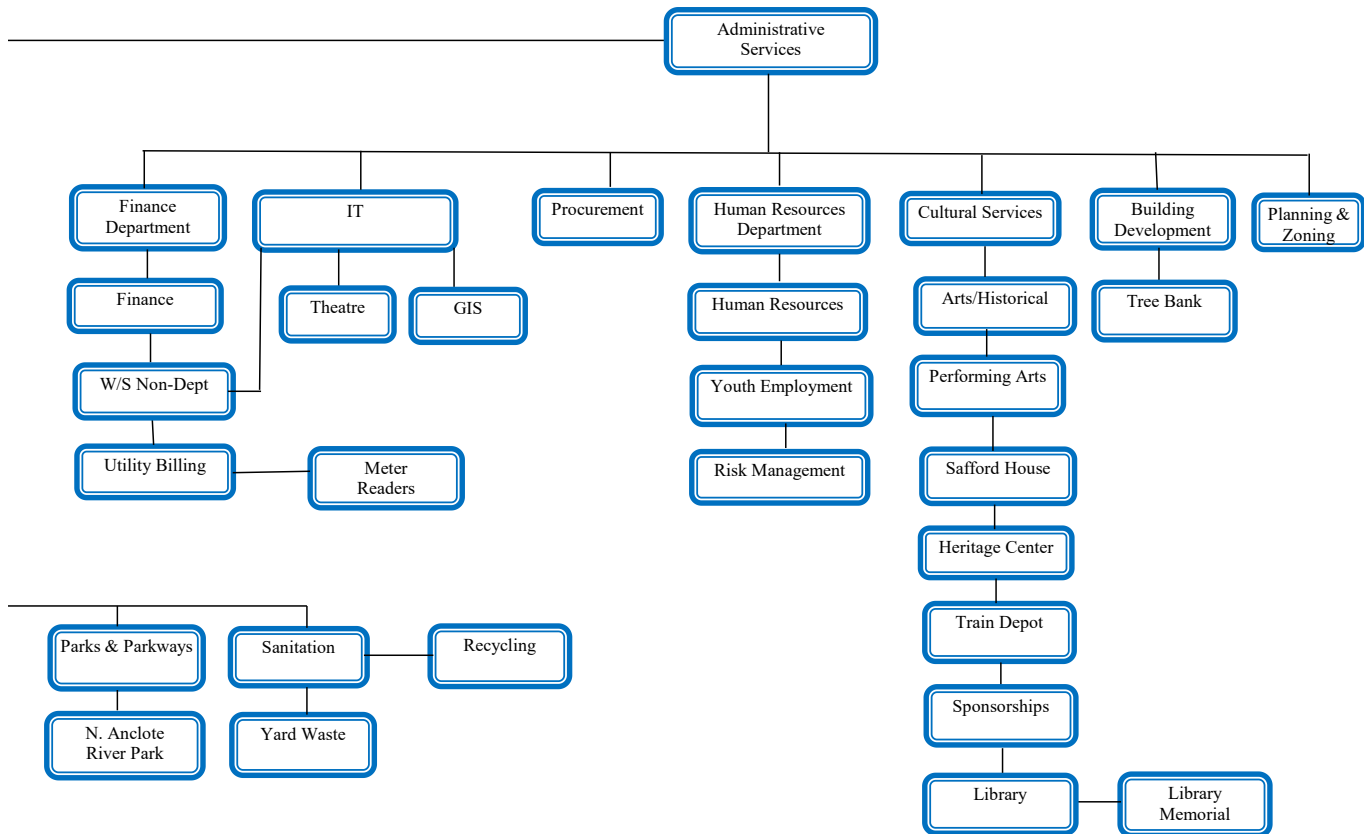 Administrative
Services
Finance
Department
IT
Procurement
Human Resources
Department
Cultural Services
Building
Development
Planning &
Zoning
Finance
Theatre
GIS
Human Resources
Arts/Historical
Tree Bank
W/S Non-Dept
Youth Employment
Performing Arts
Utility Billing
Meter
Readers
Risk Management
Safford House
Heritage Center
Parks & Parkways
Sanitation
Recycling
Train Depot
N. Anclote
River Park
Yard Waste
Sponsorships
Library
Library
Memorial